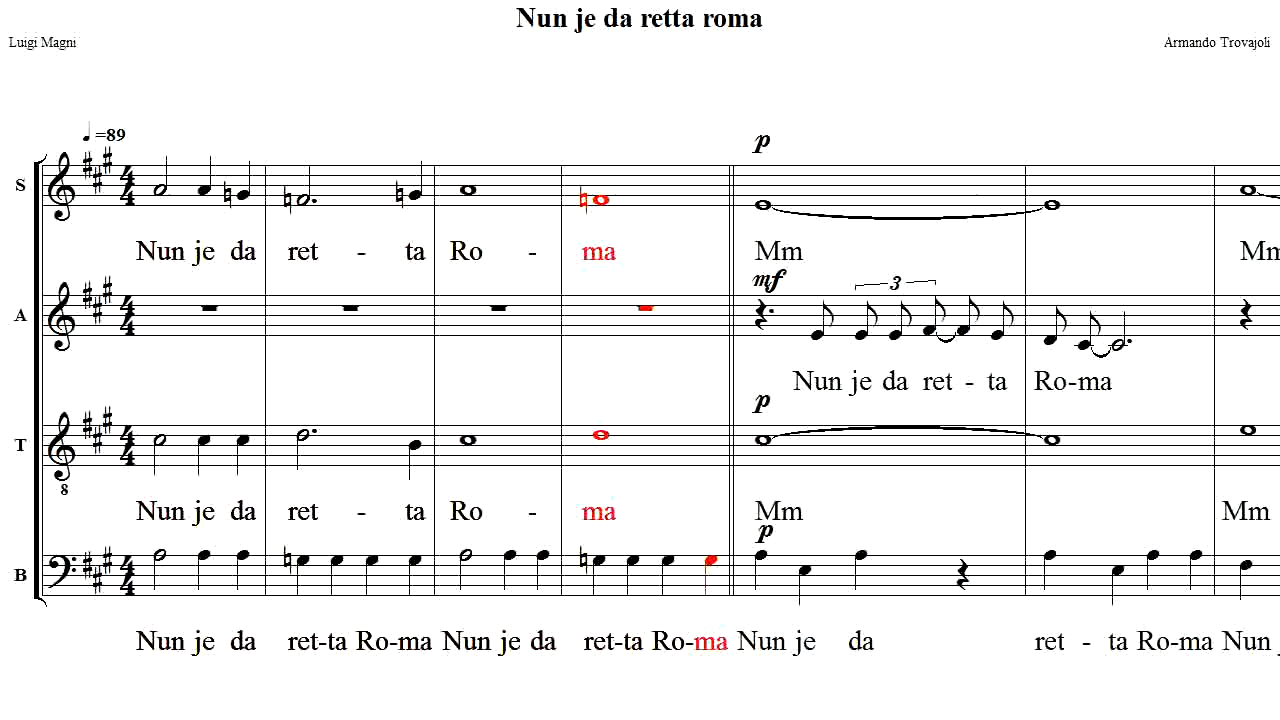 Nun je da retta roma
Luigi Magni
Armando Trovajoli
♩ =89
p
S
Nun je da ret - ta Ro - ma Mm Mm
mf
3
A
Nun je da ret - ta Ro-ma
p
T
8
Nun je da ret - ta Ro - ma Mm Mm
p
B
Nun je da ret-ta Ro-ma Nun je da ret-ta Ro-ma Nun je da ret - ta Ro-ma Nun j